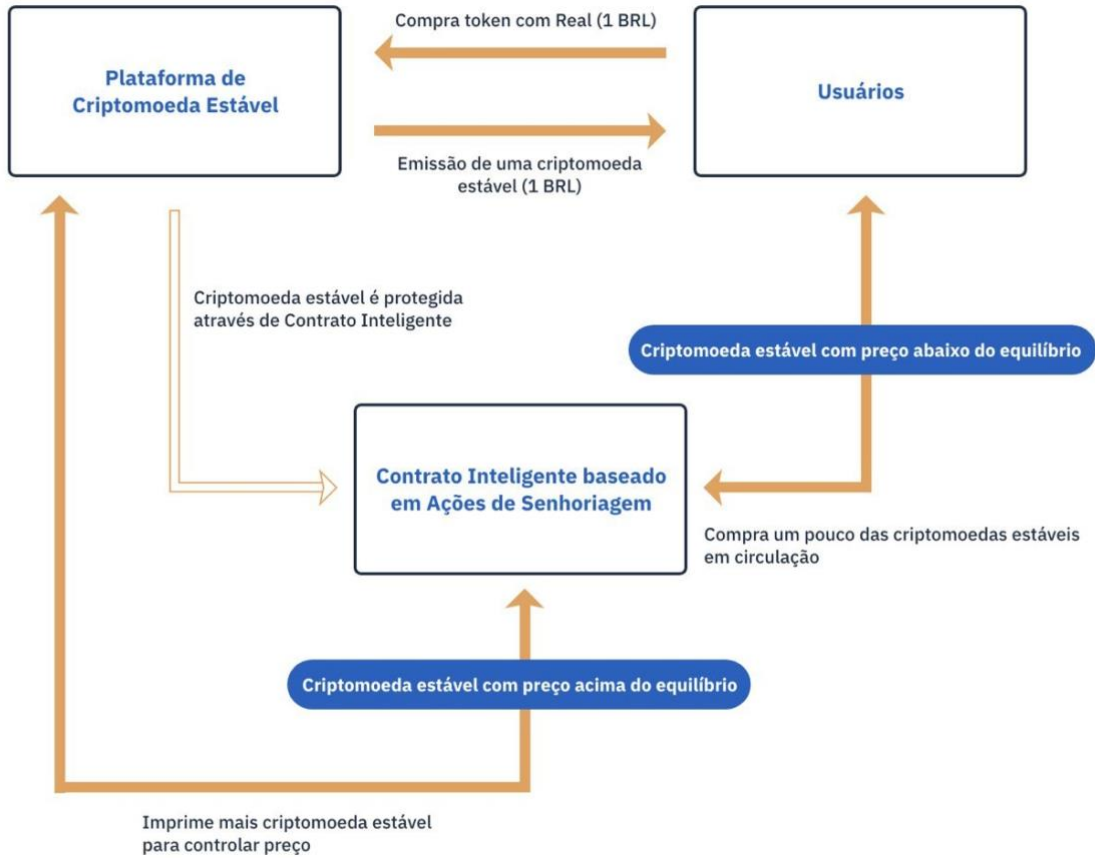 Compra token com Real (1 BRL)
Plataforma de
Criptomoeda Estável
Usuários
Emissão de uma criptomoeda
estável (1 BRL)
Criptomoeda estável é protegida
através de Contrato Inteligente
Criptomoeda estável com preço abaixo do equilíbrio
Contrato Inteligente baseado
em Ações de Senhoriagem
Compra um pouco das criptomoedas estáveis
em circulação
Criptomoeda estável com preço acima do equilíbrio
Imprime mais criptomoeda estável
para controlar preço